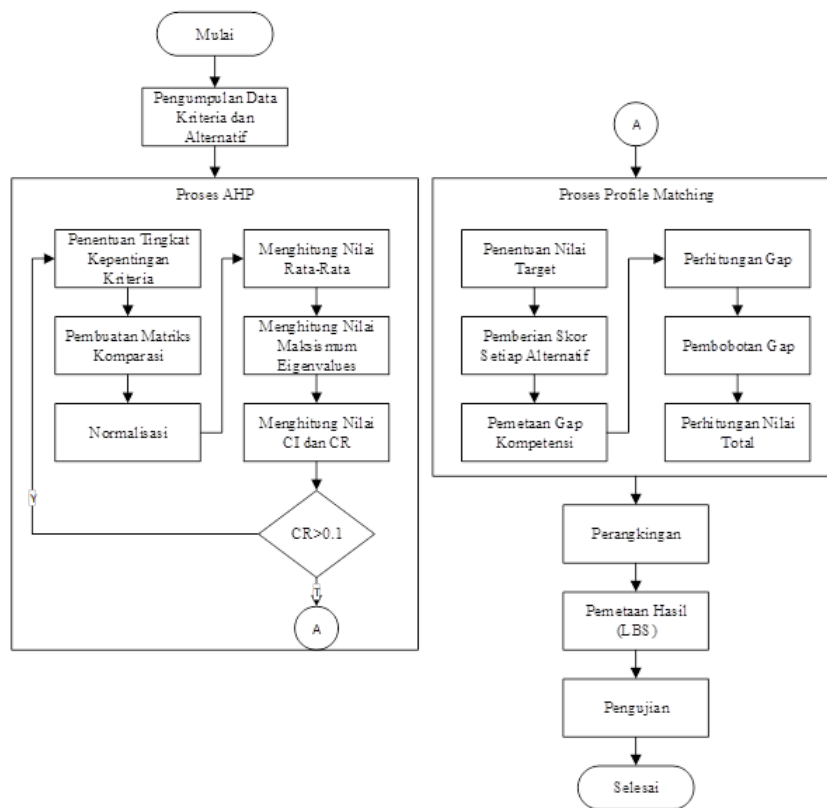 Mulai
Pengumpulan Data
Kriteria dan
Alternatif
Proses AHP
Penentuan Tingkat
Kepentingan
Kriteria
Pembuatan Matriks
Komparasi
Normalisasi
Menghitung Nilai
Rata-Rata
Menghitung Nilai
Maksismum
Eigenvalues
Menghitung Nilai
CI dan CR
CR>0.1
Y
T
A
A
Proses Profile Matching
Penentuan Nilai
Target
Pemberian Skor
Setiap Alternatif
Pemetaan Gap
Kompetensi
Perhitungan Gap
Pembobotan Gap
Perhitungan Nilai
Total
Perangkingan
Pemetaan Hasil
(LBS)
Pengujian
Selesai